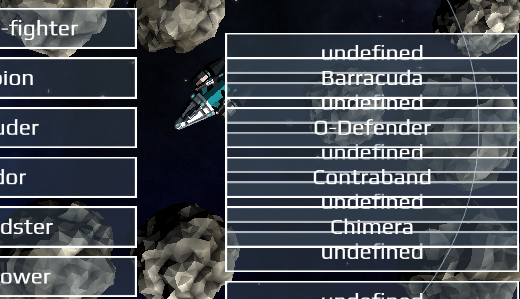 -fighter
pion
uder
dor
dster
ower
undefined
Barracuda
undefined
O-Defender
undefined
Contraband
undefined
Chimera
undefined
undefined